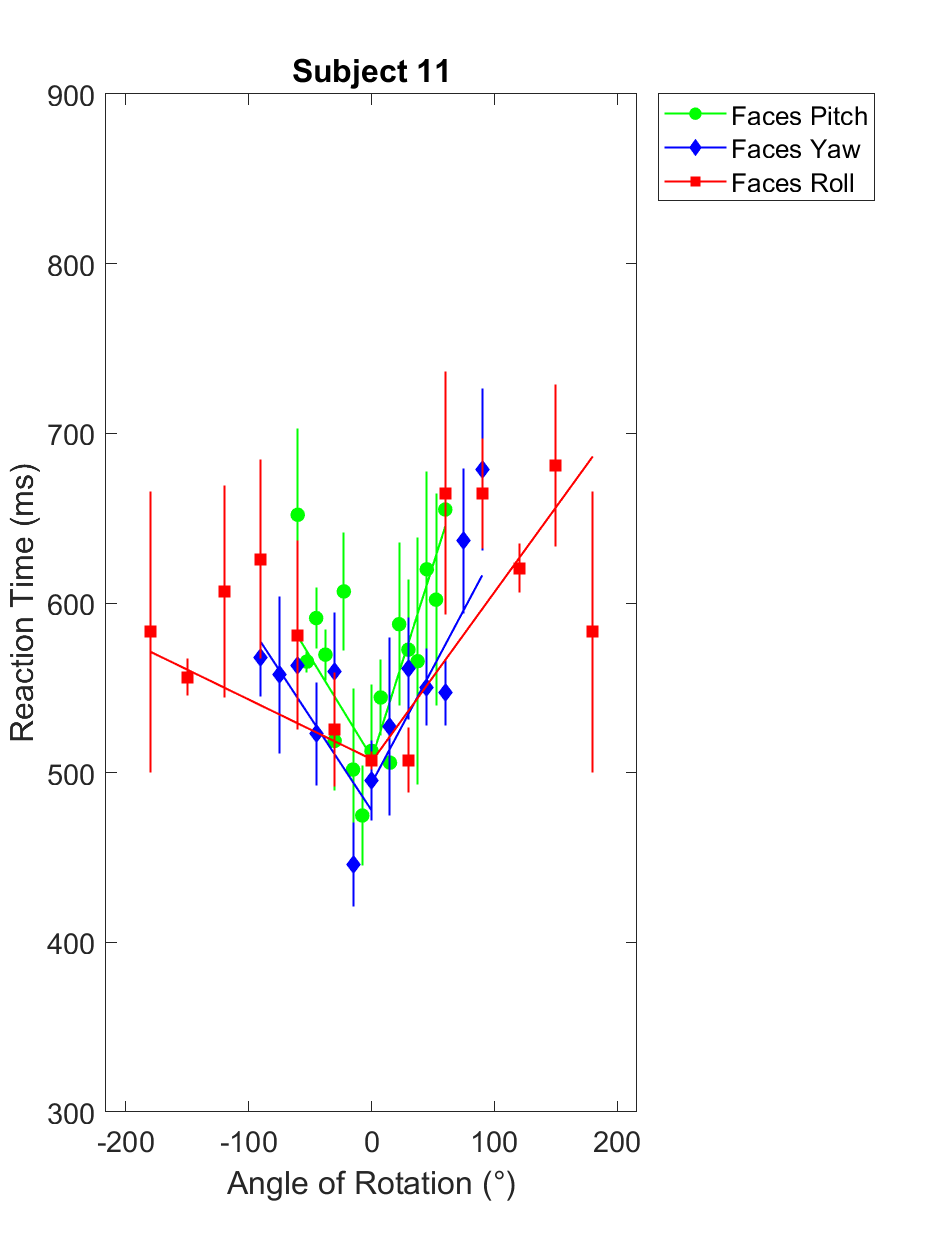 Subject 11
900
800
700
600
500
400
300
Reaction Time (ms)
-200 -100 0 100 200
Angle of Rotation (°)
Faces Pitch
Faces Yaw
Faces Roll